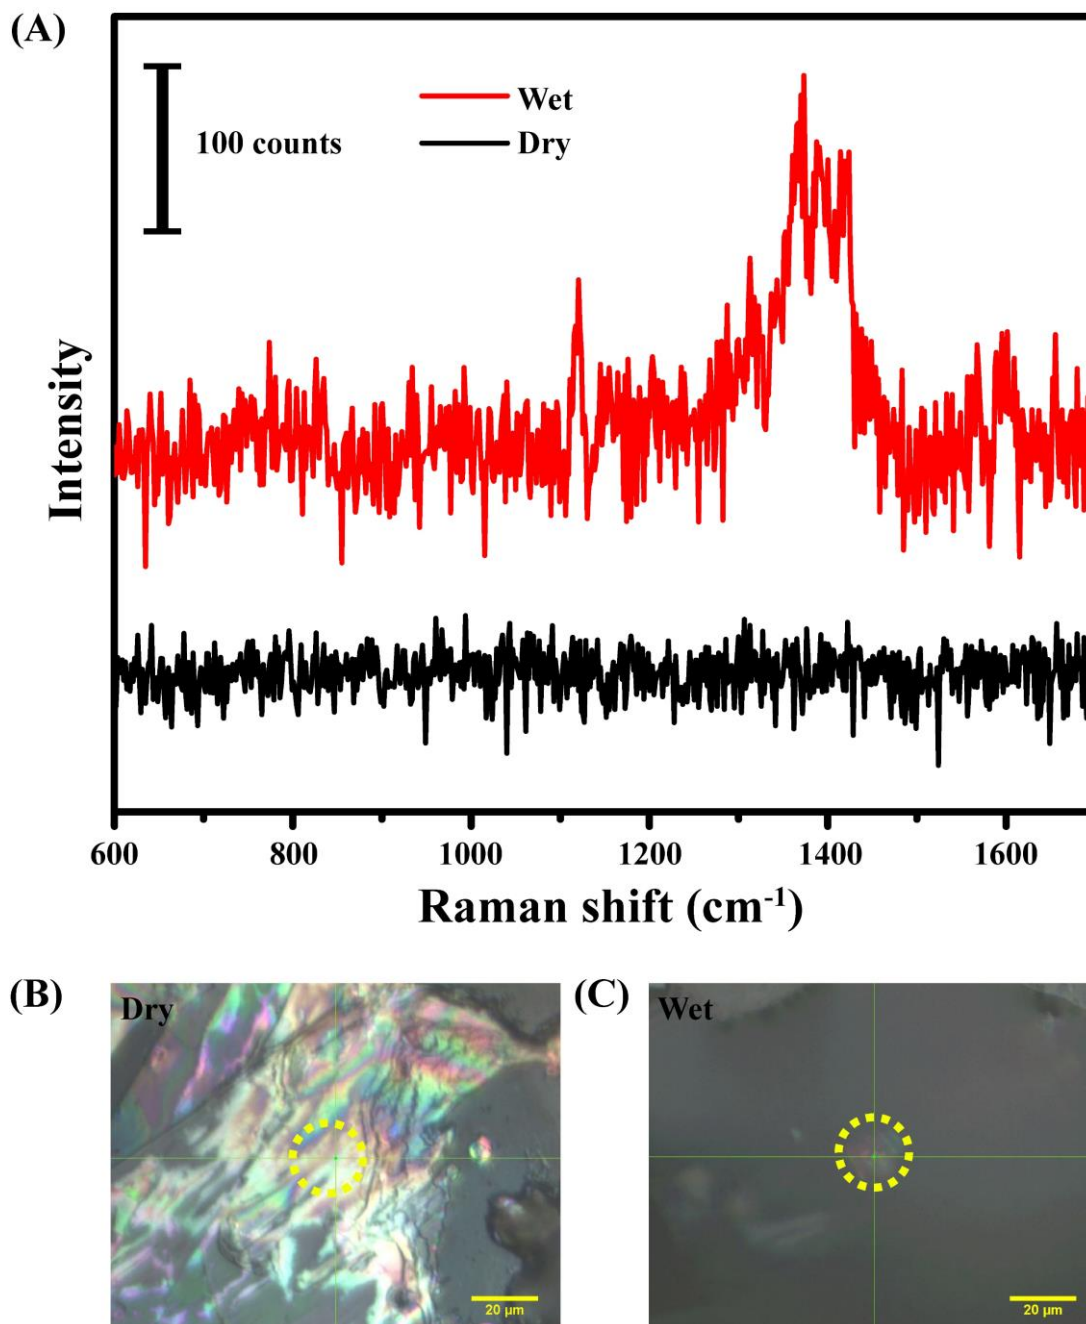 (A)
100 counts
Wet
Dry
Intensity
600 800 1000 1200 1400 1600
Raman shift (cm⁻¹)
(B) Dry
20 µm
(C) Wet
20 µm